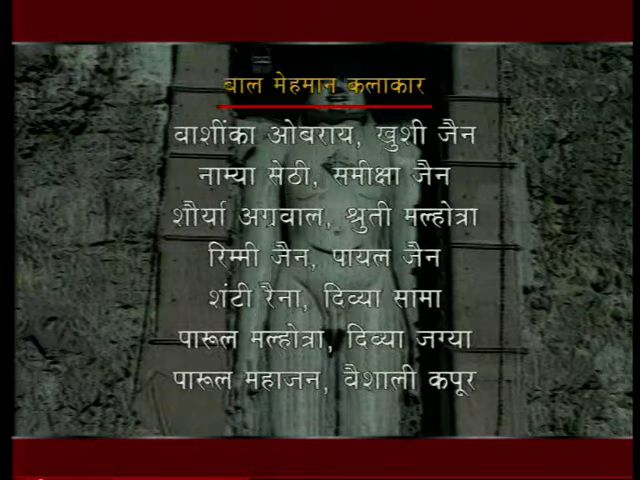 बाल मेहमान कलाकार
वाशींका ओबराय, खुशी जैन
नाम्या सेठी, समीक्षा जैन
शौर्या अग्रवाल, श्रुती मल्होत्रा
रिम्मी जैन, पायल जैन
शंटी रैना, दिव्या सामा
पारूल मल्होत्रा, दिव्या जग्या
पारूल महाजन, वैशाली कपूर